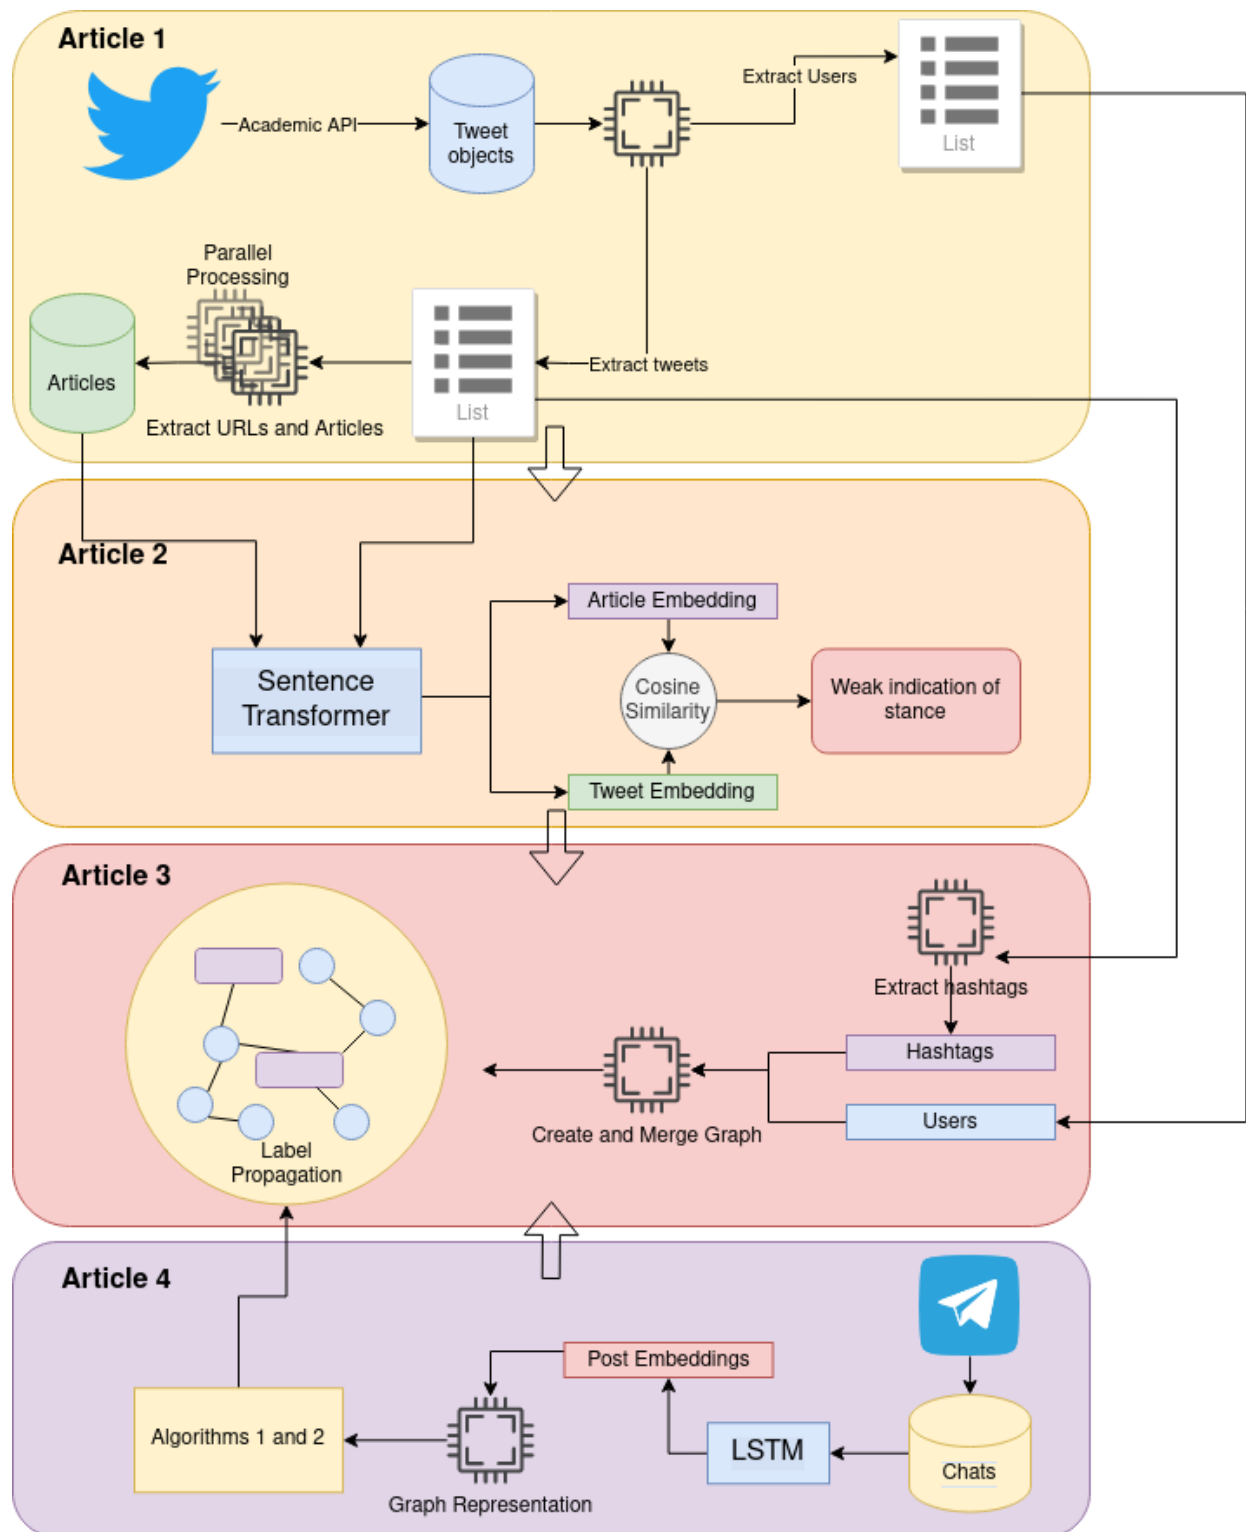 Article 1
Academic API
Tweet
objects
Extract Users
List
Parallel
Processing
Articles
Extract URLs and Articles
List
Extract tweets
Article 2
Sentence
Transformer
Article Embedding
Cosine
Similarity
Weak indication of
stance
Tweet Embedding
Article 3
Extract hashtags
Hashtags
Users
Create and Merge Graph
Label
Propagation
Article 4
Post Embeddings
Algorithms 1 and 2
LSTM
Chats
Graph Representation